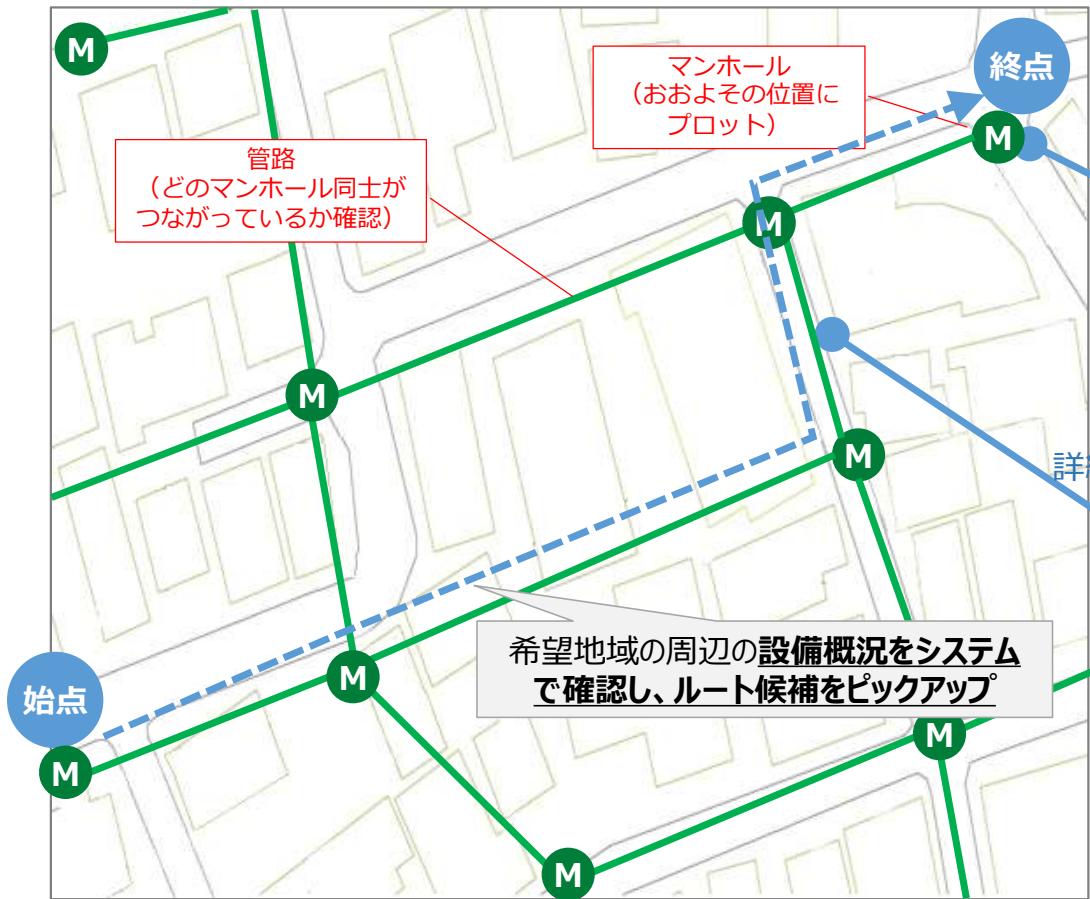 M
終点
マンホール
（おおよその位置に
プロット）
M
管路
（どのマンホール同士が
つながっているか確認）
M
M
M
詳
希望地域の周辺の設備概況をシステム
で確認し、ルート候補をピックアップ
始点
M
M
M
M